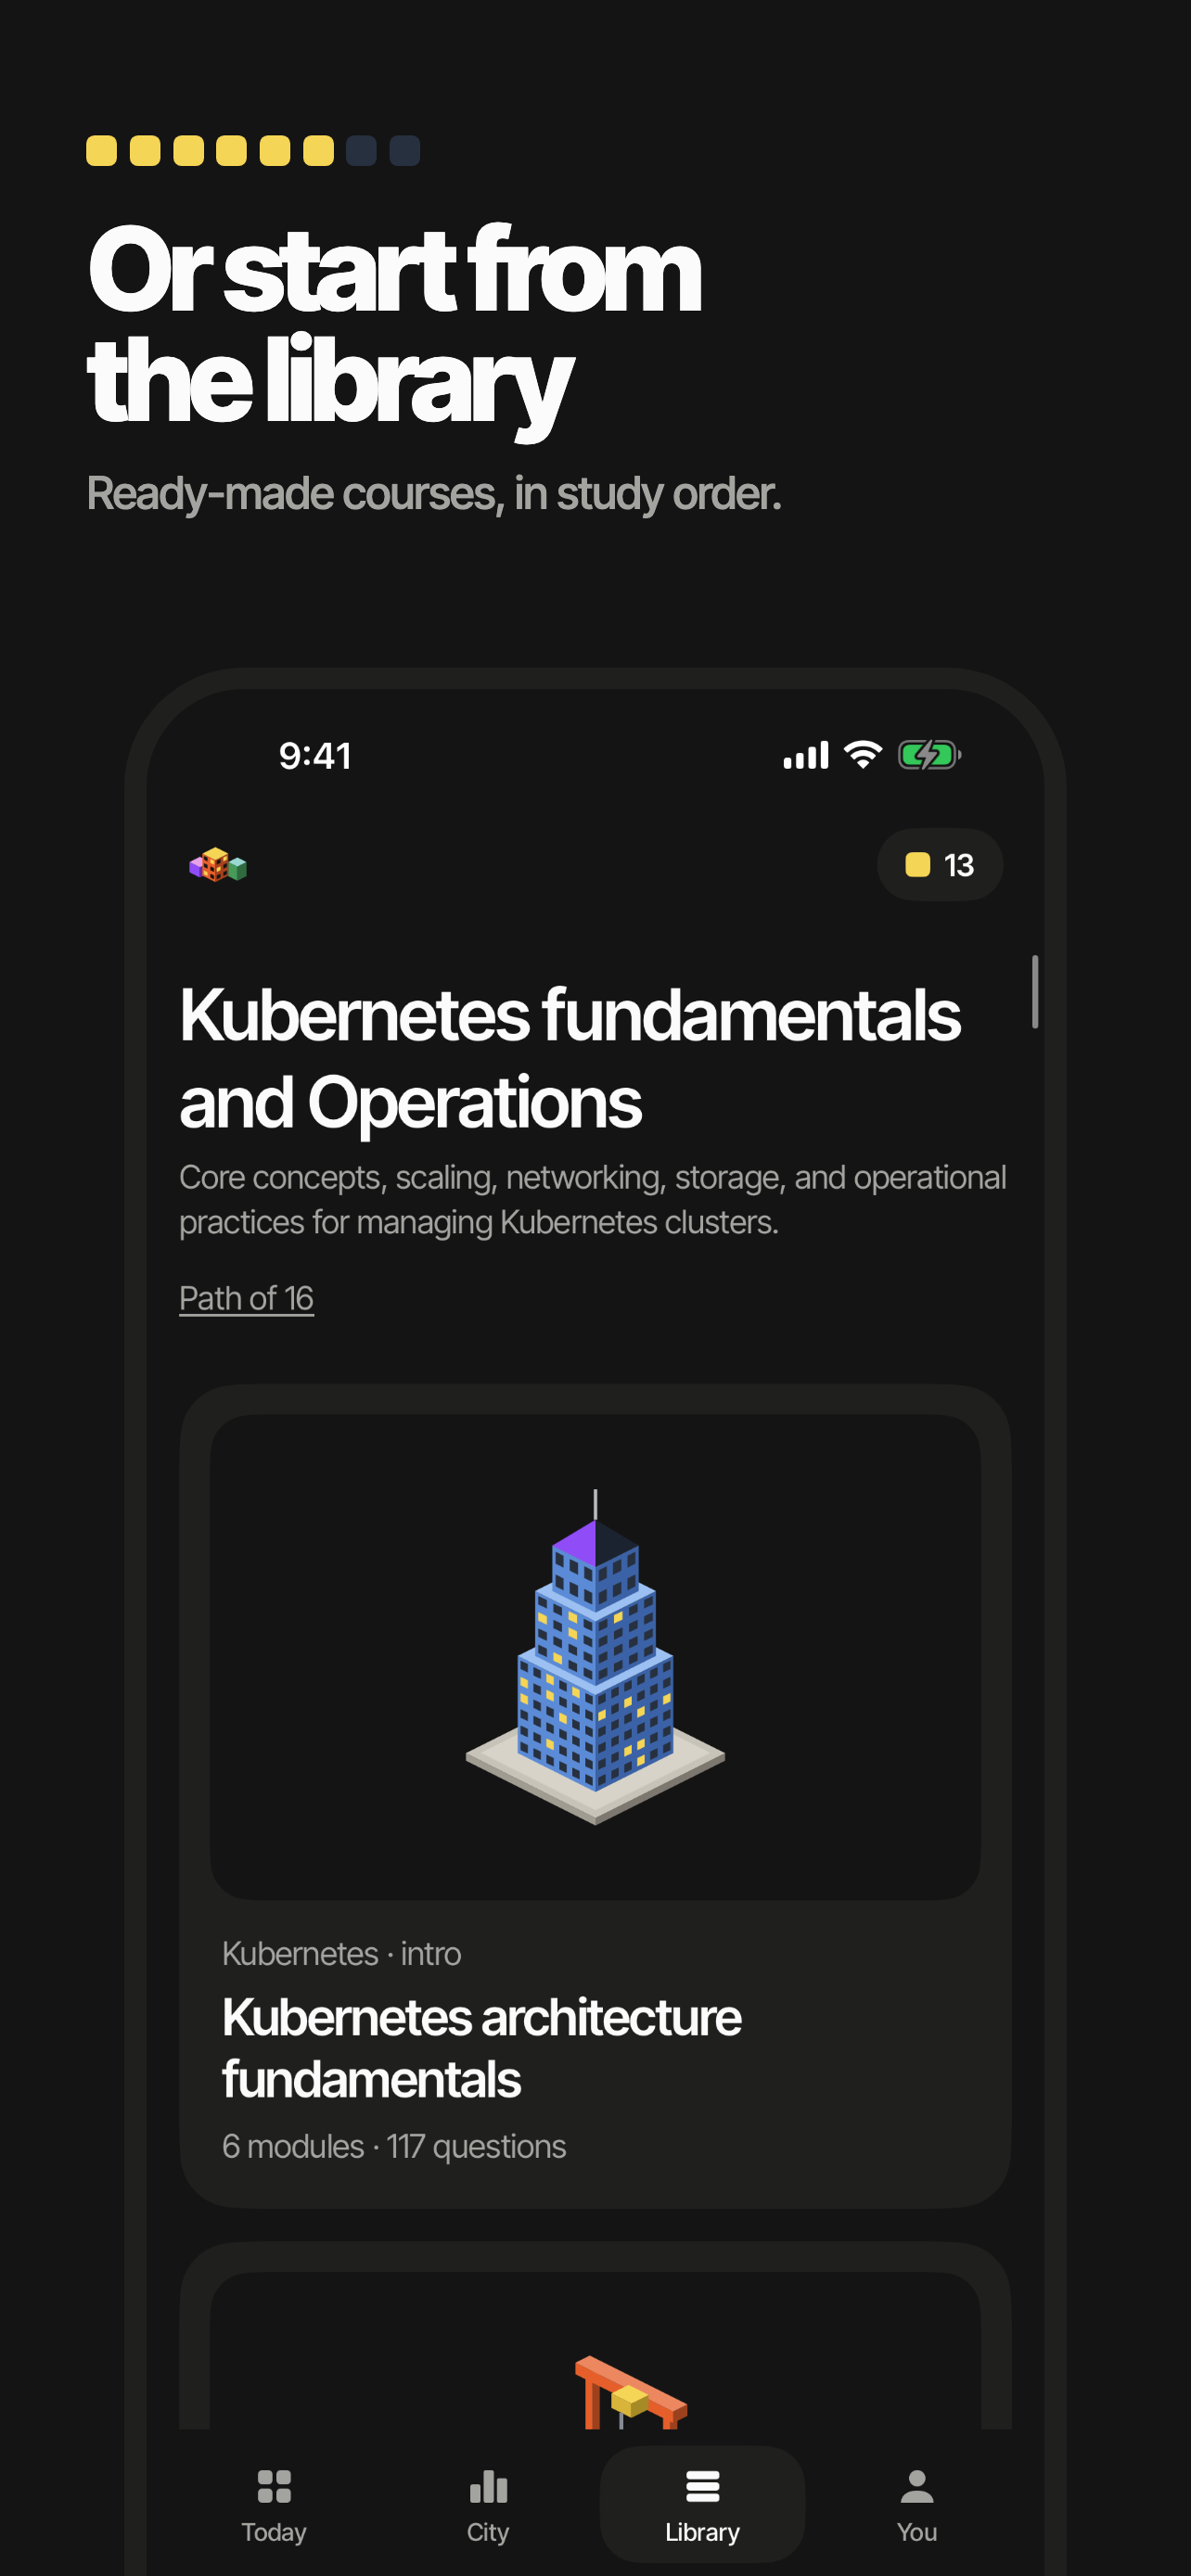 Or start from
the library
Ready-made courses, in study order.
9:41
13
Kubernetes fundamentals
and Operations
Core concepts, scaling, networking, storage, and operational
practices for managing Kubernetes clusters.
Path of 16
Kubernetes · intro
Kubernetes architecture
fundamentals
6 modules · 117 questions
Today
City
Library
You